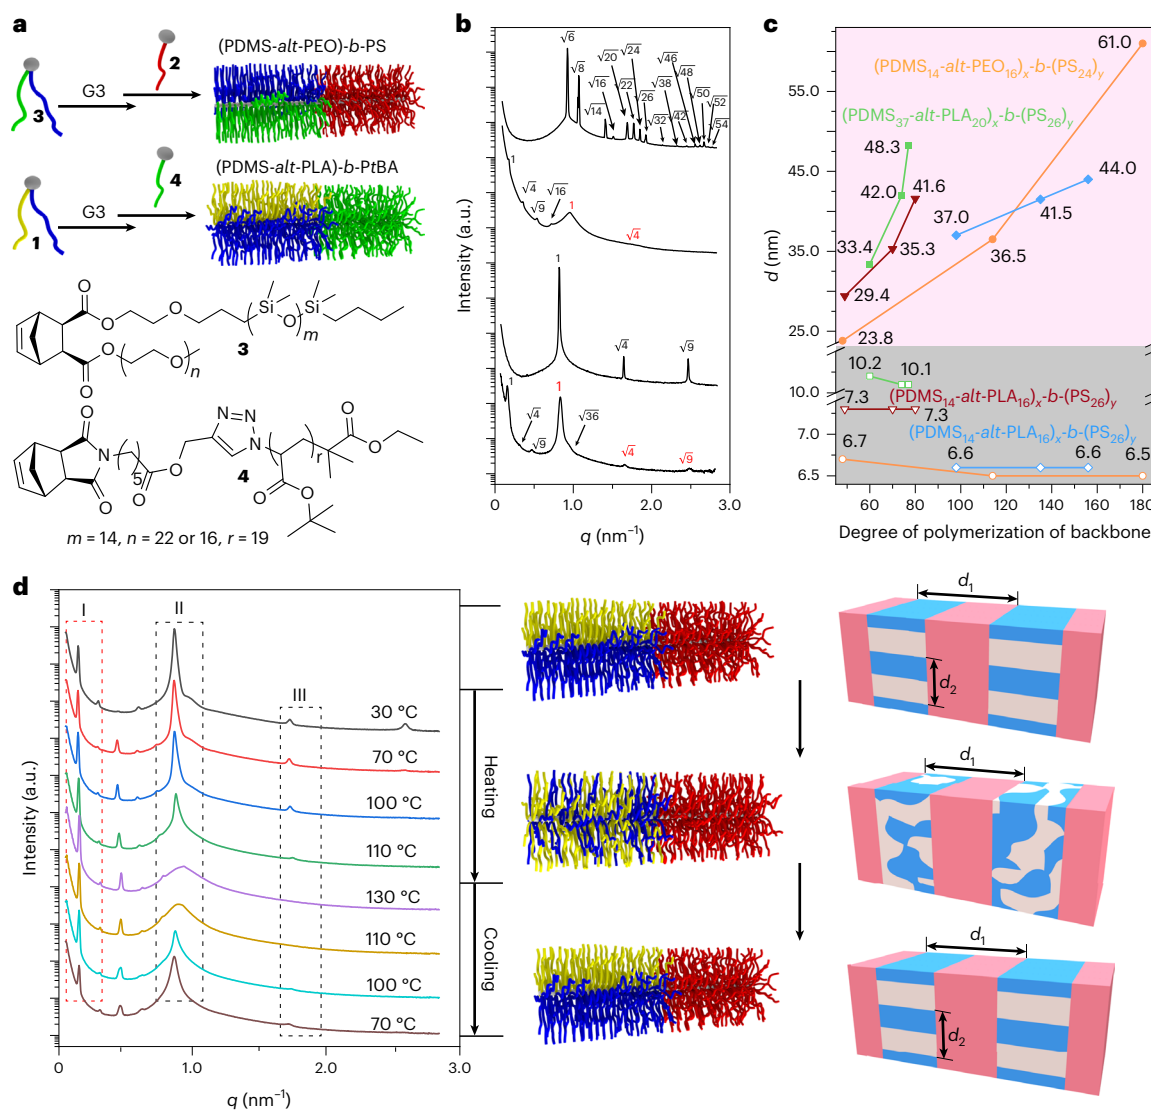 a
(PDMS-alt-PEO)-b-PS
G3
2
3
(PDMS-alt-PLA)-b-PtBA
G3
4
1
O
O
O
Si
Si
O
m
3
O
O
O
n
O
O
N
O
5
O
O
N
N
N
4
r
O
O
O
O
m = 14, n = 22 or 16, r = 19
b
Intensity (a.u.)
√6
√8
√14
√16
√20
√22
√24
√26
√32
√38
√42
√46
√48
√50
√52
√54
1
√4
√9
√16
1
√4
1
√4
√9
1
√4
√9
1
√36
√4
√9
0
1.0
2.0
3.0
q (nm⁻¹)
c
d (nm)
55.0
45.0
35.0
25.0
10.0
7.0
6.5
61.0
(PDMS₁₄-alt-PEO₁₆)ₓ-b-(PS₂₄)ᵧ
(PDMS₃₇-alt-PLA₂₀)ₓ-b-(PS₂₆)ᵧ
48.3
42.0
41.6
44.0
37.0
41.5
33.4
35.3
36.5
29.4
23.8
10.2
10.1
(PDMS₁₄-alt-PLA₁₆)ₓ-b-(PS₂₆)ᵧ
7.3
7.3
(PDMS₁₄-alt-PLA₁₆)ₓ-b-(PS₂₆)ᵧ
6.7
6.6
6.6
6.5
60 80 100 120 140 160 180
Degree of polymerization of backbone
d
Intensity (a.u.)
I
II
III
30 °C
70 °C
100 °C
110 °C
130 °C
110 °C
100 °C
70 °C
Heating
Cooling
0
1.0
2.0
3.0
q (nm⁻¹)
d₁
d₂
d₁
d₁
d₂